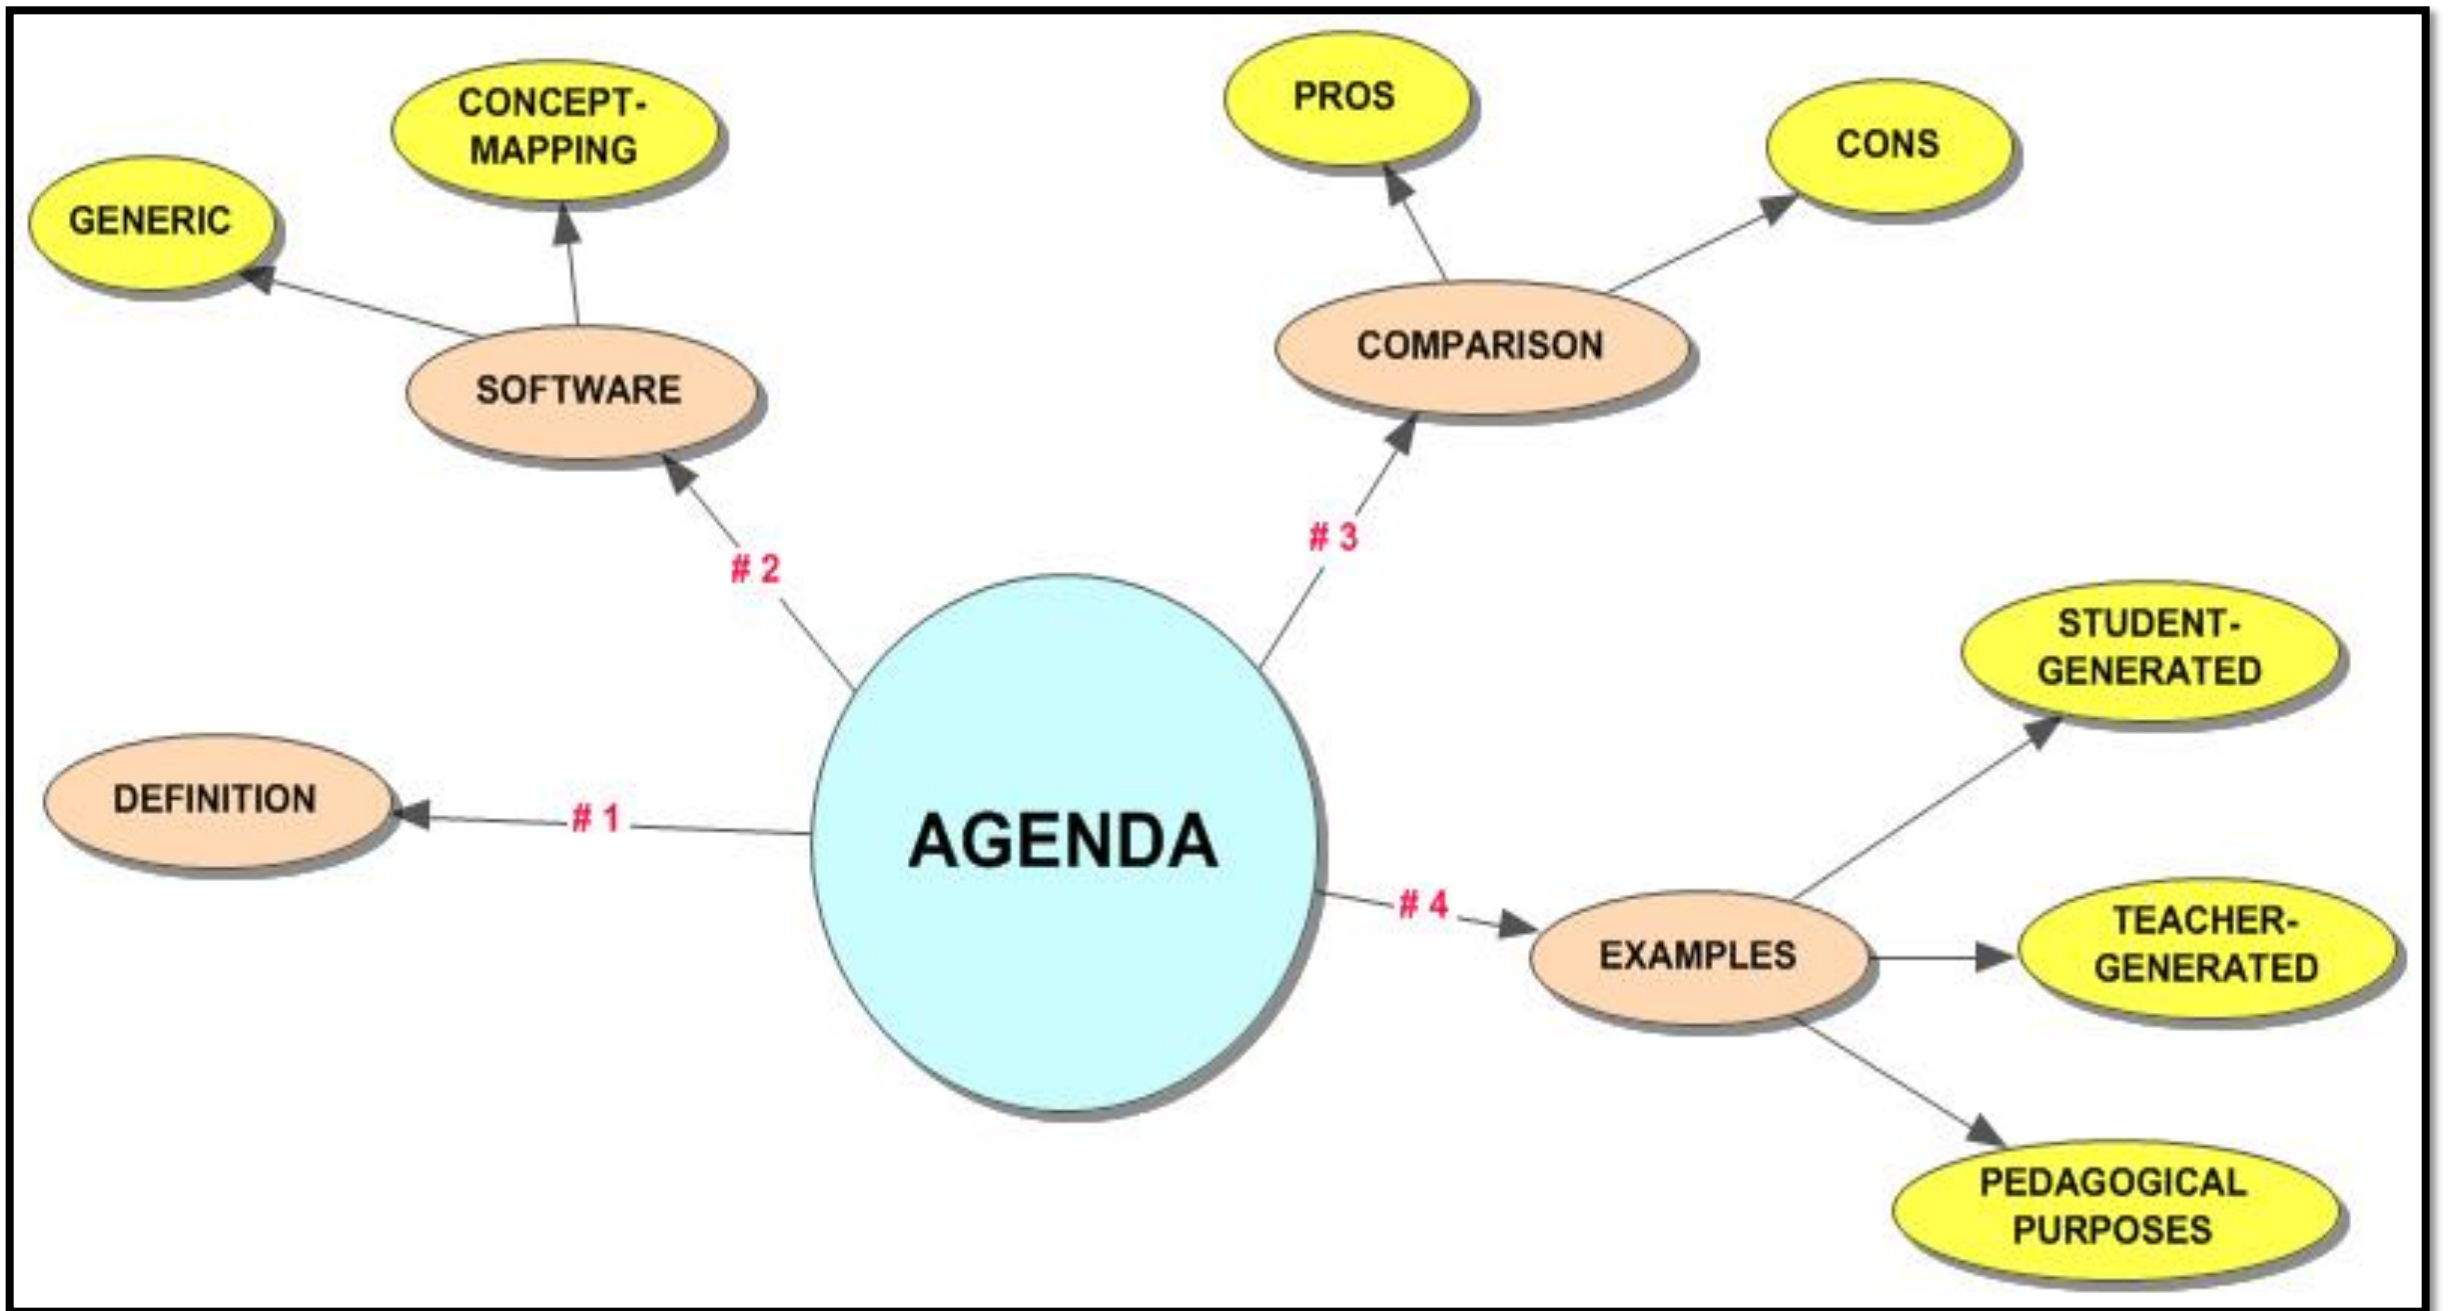 CONCEPT-
MAPPING
GENERIC
SOFTWARE
PROS
CONS
COMPARISON
# 2
# 3
DEFINITION
# 1
AGENDA
# 4
EXAMPLES
STUDENT-
GENERATED
TEACHER-
GENERATED
PEDAGOGICAL
PURPOSES